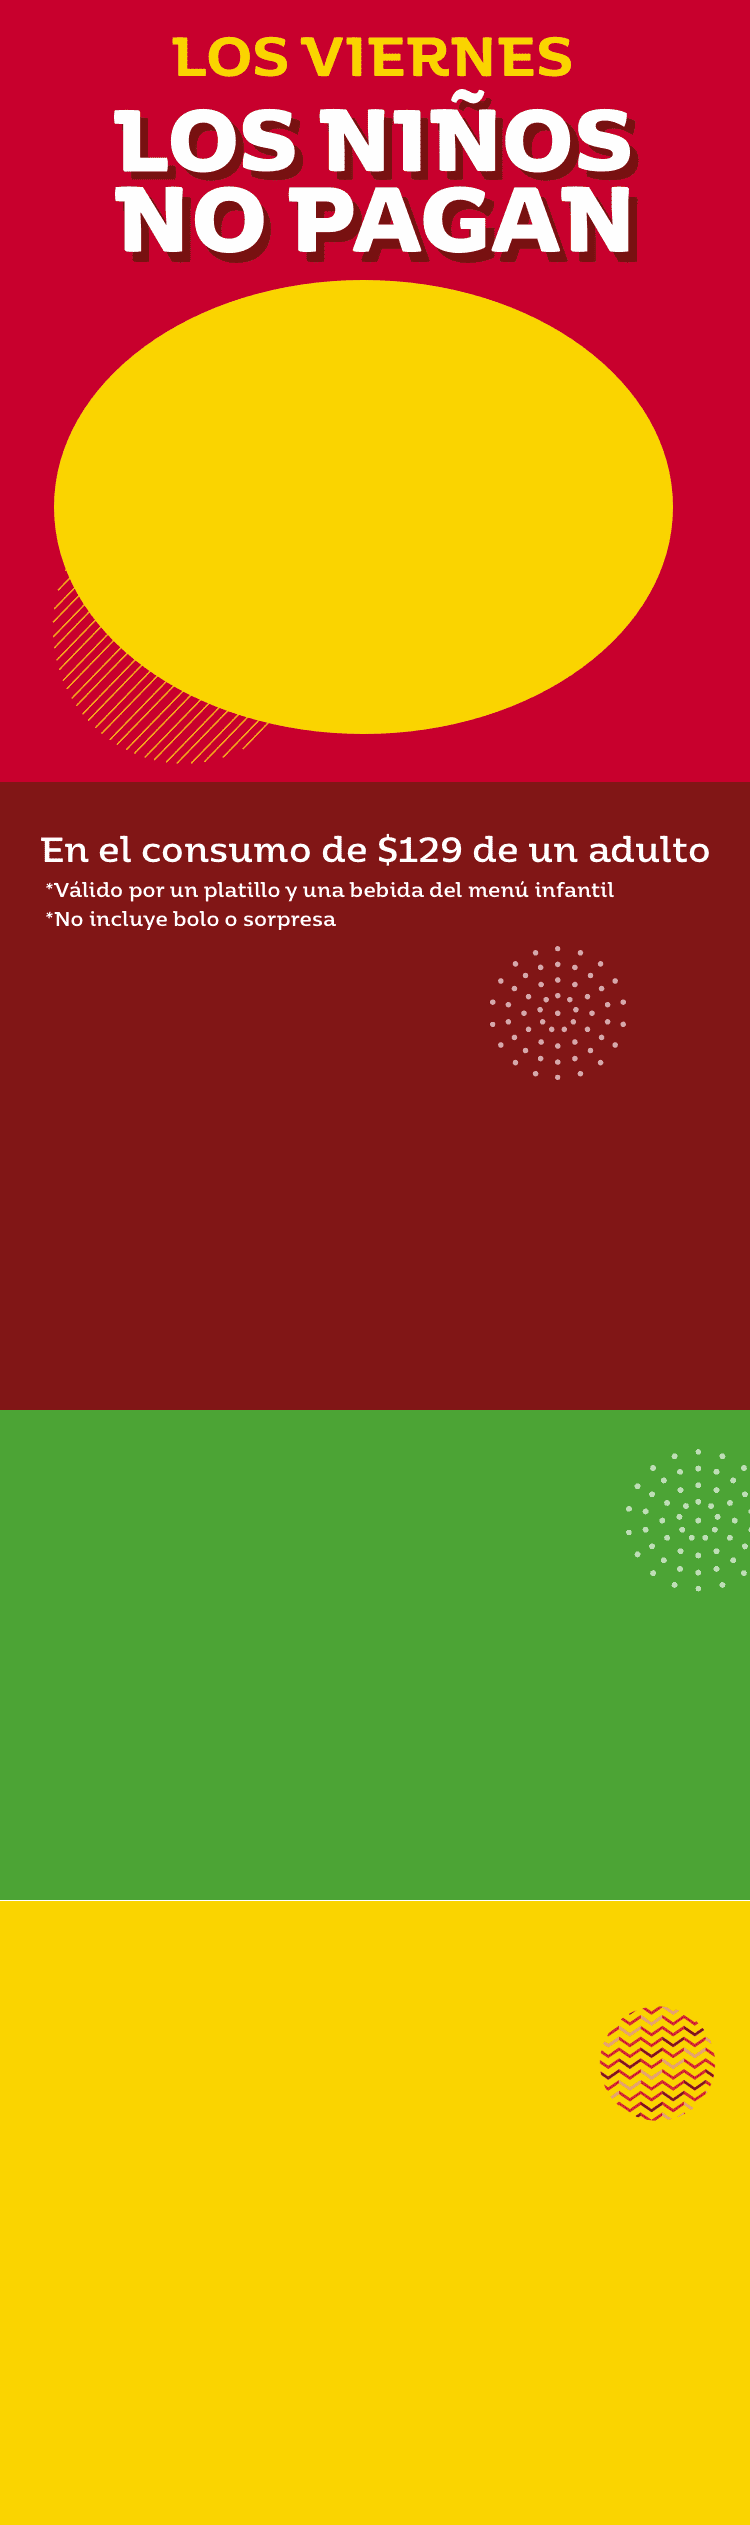 LOS VIERNES
LOS NIÑOS
NO PAGAN
En el consumo de $129 de un adulto
*Válido por un platillo y una bebida del menú infantil
*No incluye bolo o sorpresa